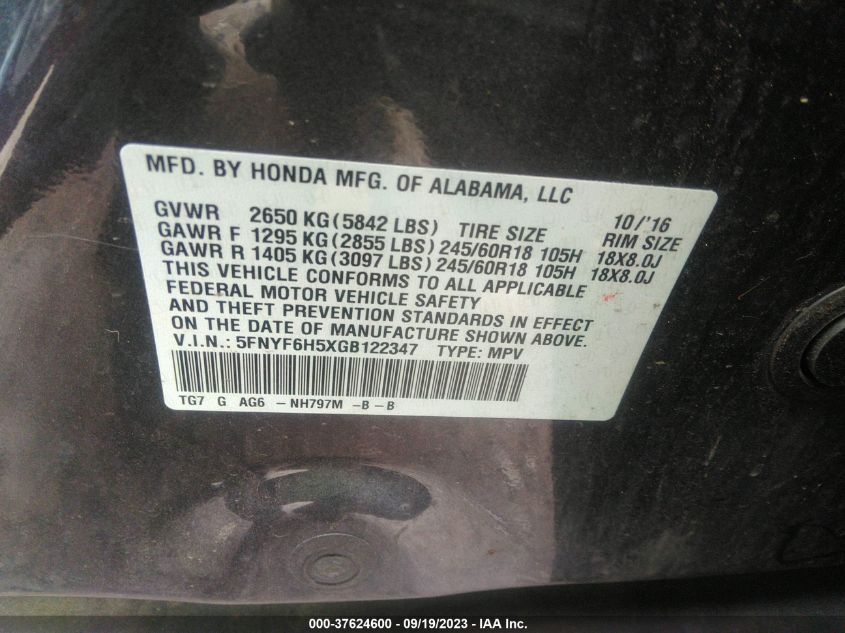 MFD. BY HONDA MFG. OF ALABAMA, LLC
GVWR 2650 KG (5842 LBS) TIRE SIZE 10/'16 RIM SIZE
GAWR F 1295 KG (2855 LBS) 245/60R18 105H 18X8.0J
GAWR R 1405 KG (3097 LBS) 245/60R18 105H 18X8.0J
THIS VEHICLE CONFORMS TO ALL APPLICABLE
FEDERAL MOTOR VEHICLE SAFETY
AND THEFT PREVENTION STANDARDS IN EFFECT
ON THE DATE OF MANUFACTURE SHOWN ABOVE.
V.I.N.: 5FNYF6H5XGB122347 TYPE: MPV
TG7 G AG6 -NH797M -B-B
000-37624600 - 09/19/2023 - IAA Inc.